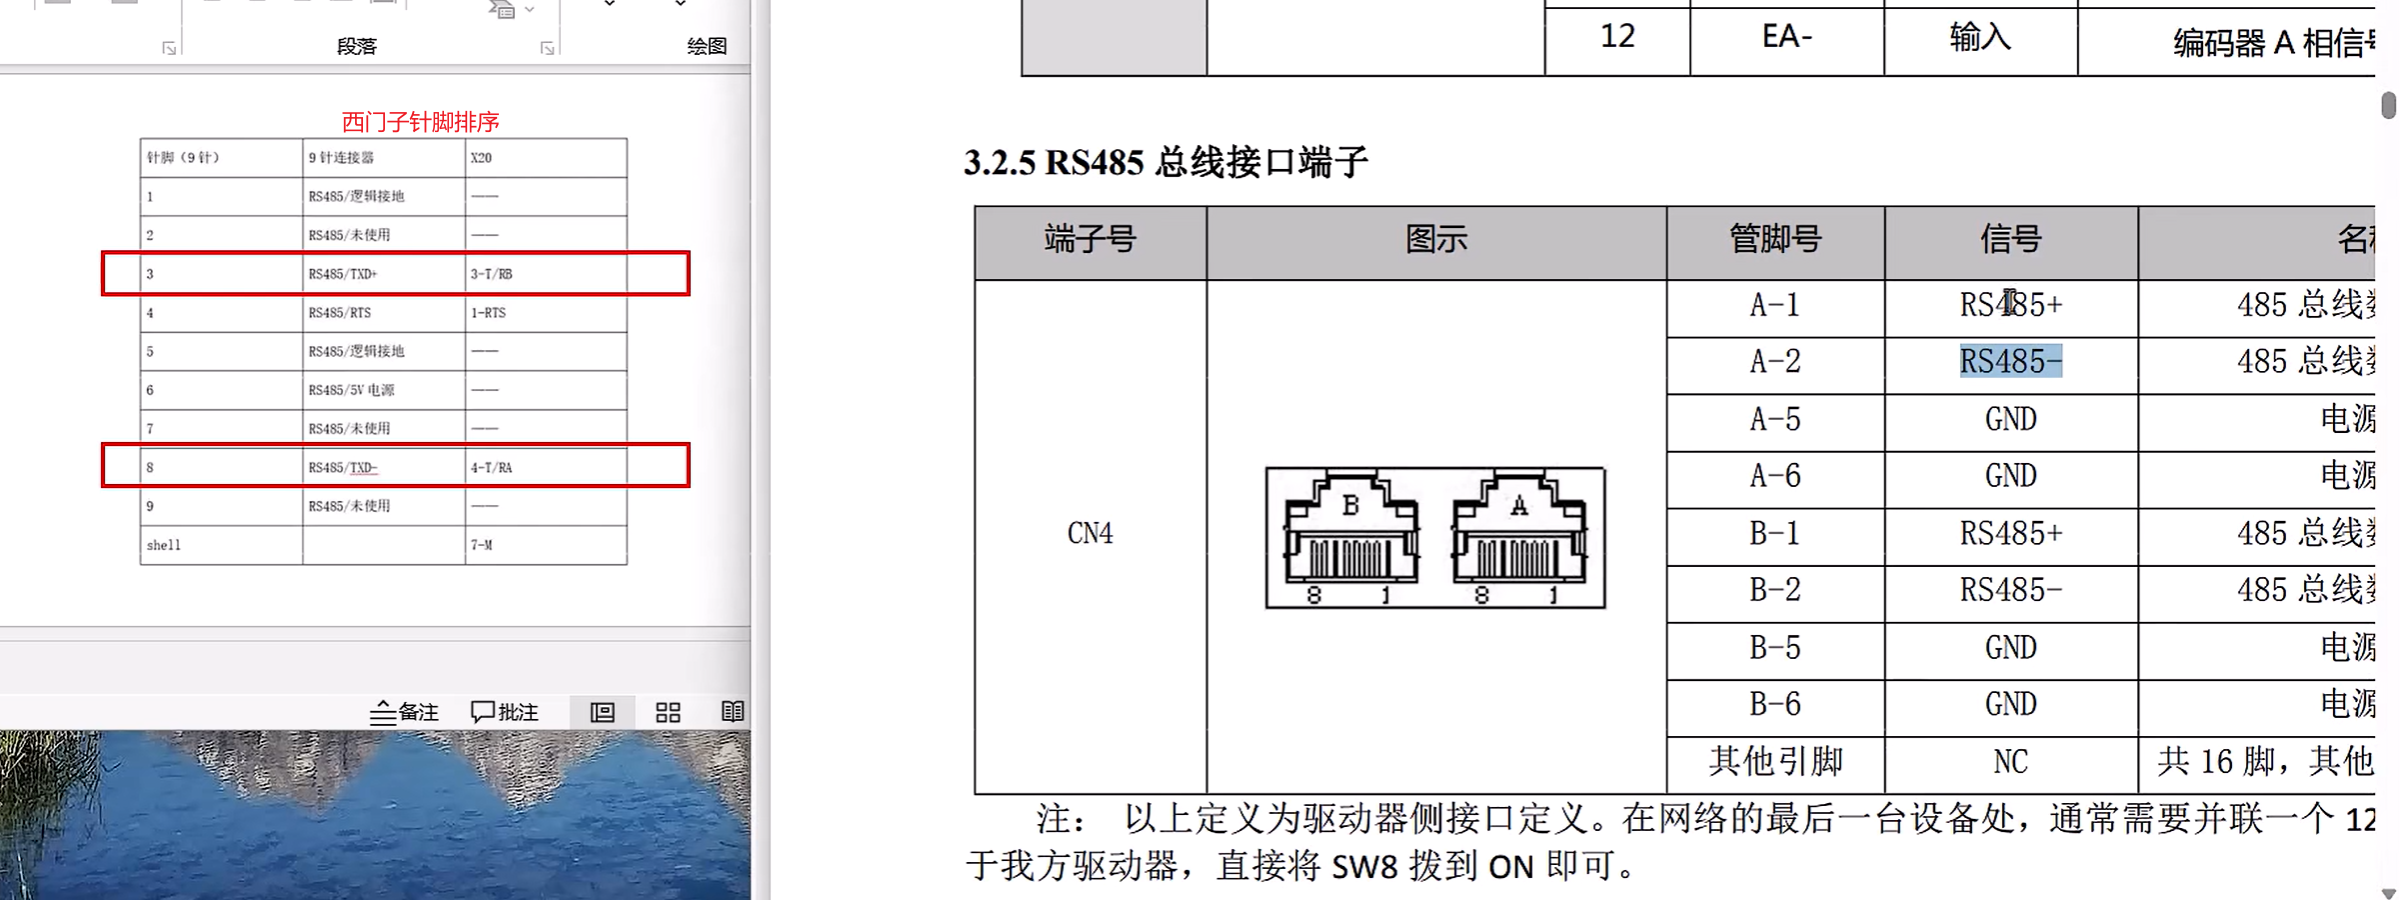 段落
绘图
西门子针脚排序
针脚（9针） 9针连接器 X20
1 RS485/逻辑接地 ——
2 RS485/未使用 ——
3 RS485/TXD+ 3-T/RB
4 RS485/RTS 1-RTS
5 RS485/逻辑接地 ——
6 RS485/5V 电源 ——
7 RS485/未使用 ——
8 RS485/TXD- 4-T/RA
9 RS485/未使用 ——
shell 7-M
备注 批注
12 EA- 输入 编码器 A 相信
3.2.5 RS485 总线接口端子
端子号 图示 管脚号 信号 名
CN4
B A
8 1 8 1
A-1 RS485+ 485 总线
A-2 RS485- 485 总线
A-5 GND 电源
A-6 GND 电源
B-1 RS485+ 485 总线
B-2 RS485- 485 总线
B-5 GND 电源
B-6 GND 电源
其他引脚 NC 共 16 脚，其他
注： 以上定义为驱动器侧接口定义。在网络的最后一台设备处，通常需要并联一个 12
于我方驱动器，直接将 SW8 拨到 ON 即可。